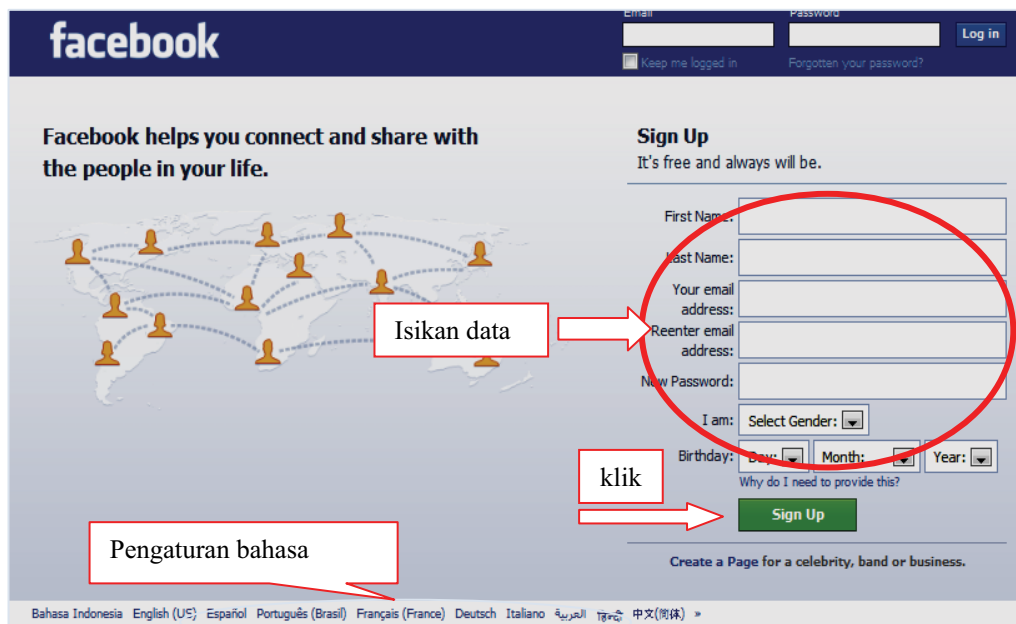 Email Password
facebook
Log in
Keep me logged in Forgotten your password?
Facebook helps you connect and share with
the people in your life.
Sign Up
It's free and always will be.
First Name:
Last Name:
Your email
address:
Isikan data
Reenter email
address:
New Password:
I am: Select Gender:
Birthday: Day: Month: Year:
Why do I need to provide this?
klik
Sign Up
Pengaturan bahasa
Create a Page for a celebrity, band or business.
Bahasa Indonesia English (US) Español Português (Brasil) Français (France) Deutsch Italiano العربية हिन्दी 中文(简体) »